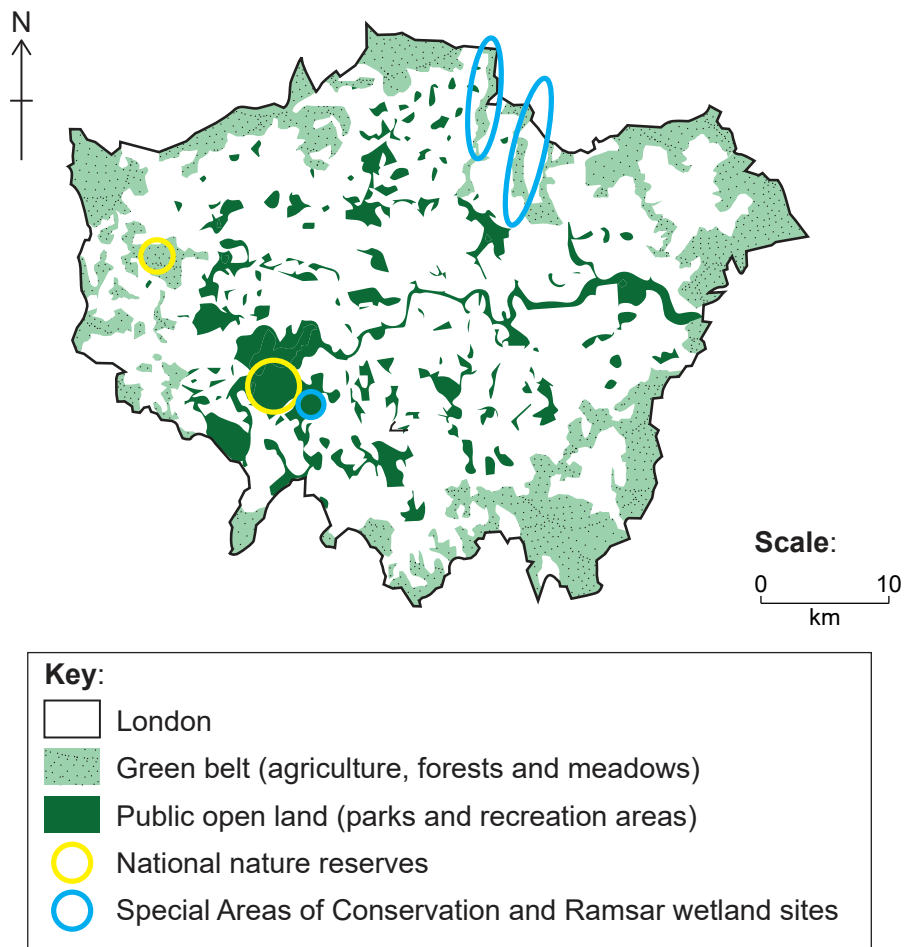 N
Scale:
0 10
km
Key:
London
Green belt (agriculture, forests and meadows)
Public open land (parks and recreation areas)
National nature reserves
Special Areas of Conservation and Ramsar wetland sites